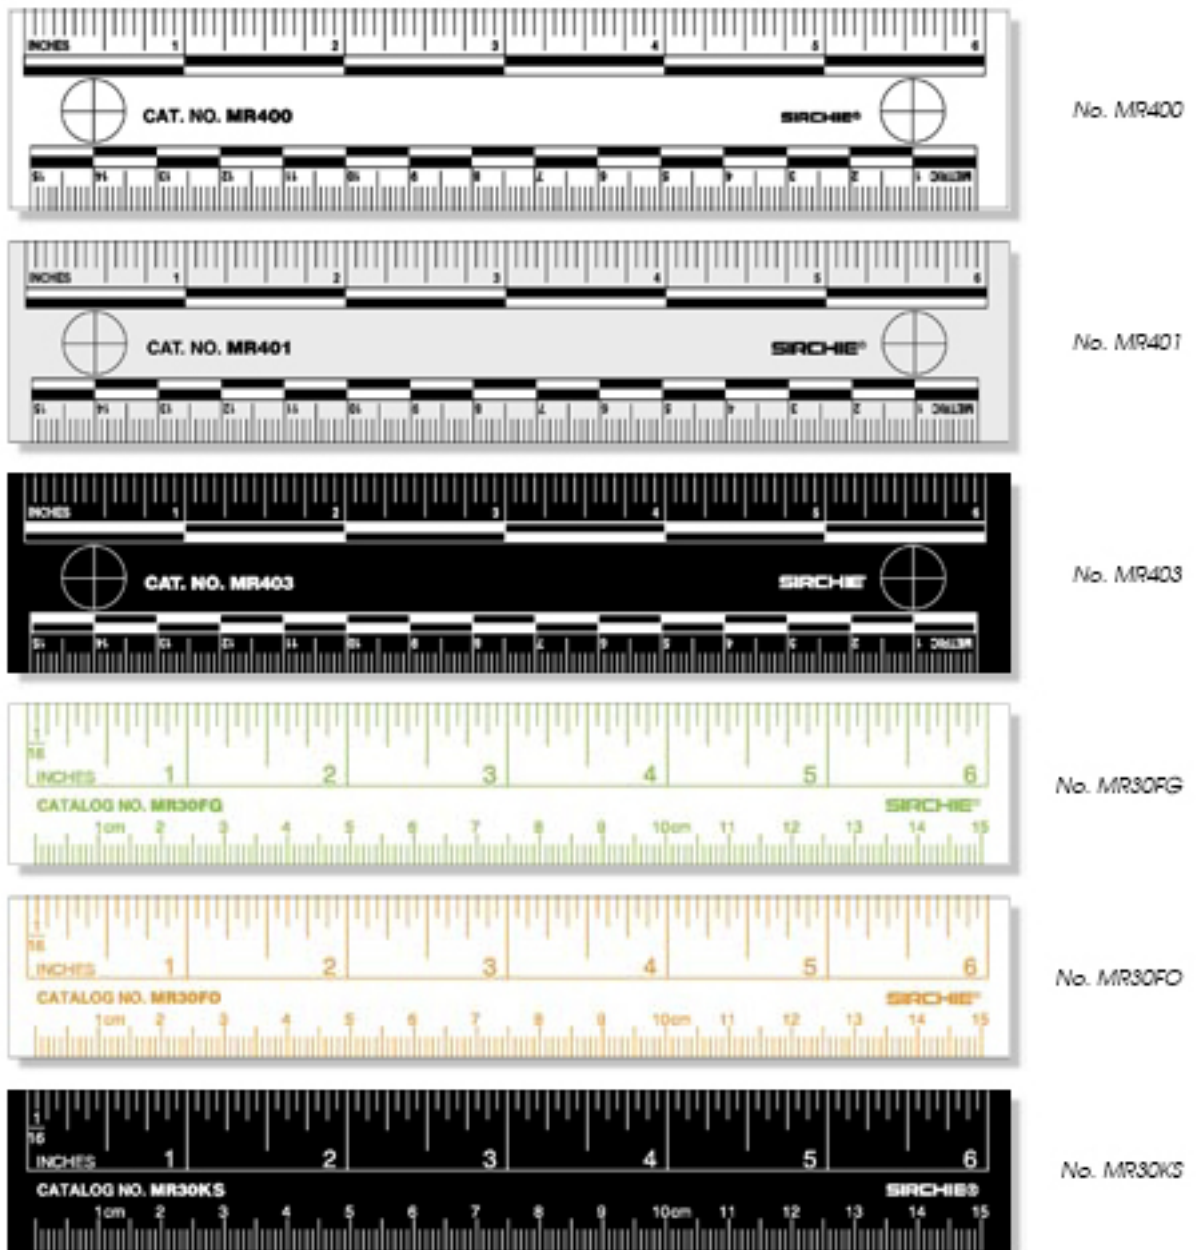 INCHES 1 2 3 4 5 6
CAT. NO. MR400 SIRCHIE®
15 14 13 12 11 10 9 8 7 6 5 4 3 2 1 METRIC
No. MR400
INCHES 1 2 3 4 5 6
CAT. NO. MR401 SIRCHIE®
15 14 13 12 11 10 9 8 7 6 5 4 3 2 1 METRIC
No. MR401
INCHES 1 2 3 4 5 6
CAT. NO. MR403 SIRCHIE
15 14 13 12 11 10 9 8 7 6 5 4 3 2 1 METRIC
No. MR403
1/16
INCHES 1 2 3 4 5 6
CATALOG NO. MR30FG SIRCHIE®
1cm 2 3 4 5 6 7 8 9 10cm 11 12 13 14 15
No. MR30FG
1/16
INCHES 1 2 3 4 5 6
CATALOG NO. MR30FO SIRCHIE®
1cm 2 3 4 5 6 7 8 9 10cm 11 12 13 14 15
No. MR30FO
1/16
INCHES 1 2 3 4 5 6
CATALOG NO. MR30KS SIRCHIE®
1cm 2 3 4 5 6 7 8 9 10cm 11 12 13 14 15
No. MR30KS